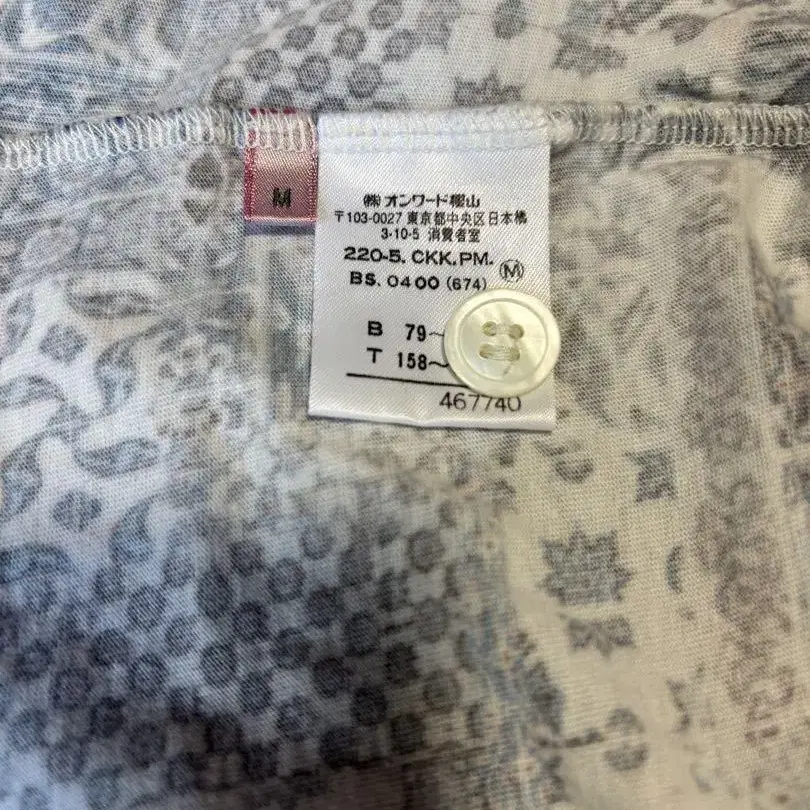 M
㈱ オンワード樫山
〒103-0027 東京都中央区日本橋
3-10-5 消費者室
220-5. CKK. PM.
BS. 0400 (674) Ⓜ
B 79~
T 158~
467740